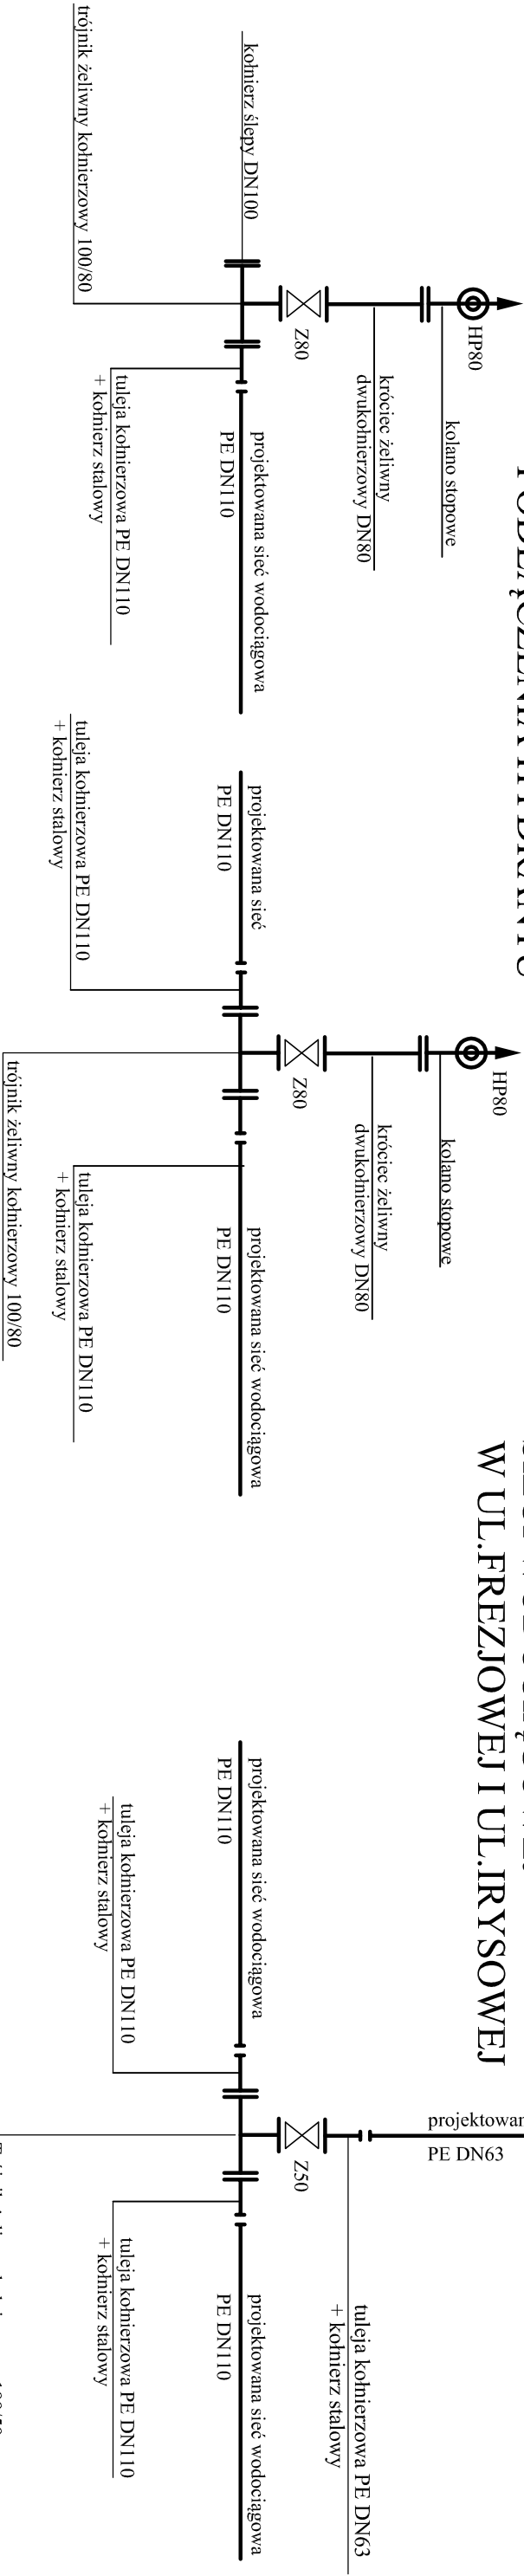 W UL.FREZJOWEJ I UL.IRYSOWEJ
HP80
kolano stopowe
króciec żeliwny
dwukołnierzowy DN80
Z80
kołnierz ślepy DN100
projektowana sieć wodociągowa
PE DN110
tuleja kołnierzowa PE DN110
+ kołnierz stalowy
trójnik żeliwny kołnierzowy 100/80
HP80
kolano stopowe
króciec żeliwny
dwukołnierzowy DN80
Z80
projektowana sieć
PE DN110
projektowana sieć wodociągowa
PE DN110
tuleja kołnierzowa PE DN110
+ kołnierz stalowy
tuleja kołnierzowa PE DN110
+ kołnierz stalowy
trójnik żeliwny kołnierzowy 100/80
projektowan
PE DN63
tuleja kołnierzowa PE DN63
+ kołnierz stalowy
Z50
projektowana sieć wodociągowa
PE DN110
projektowana sieć wodociągowa
PE DN110
tuleja kołnierzowa PE DN110
+ kołnierz stalowy
tuleja kołnierzowa PE DN110
+ kołnierz stalowy